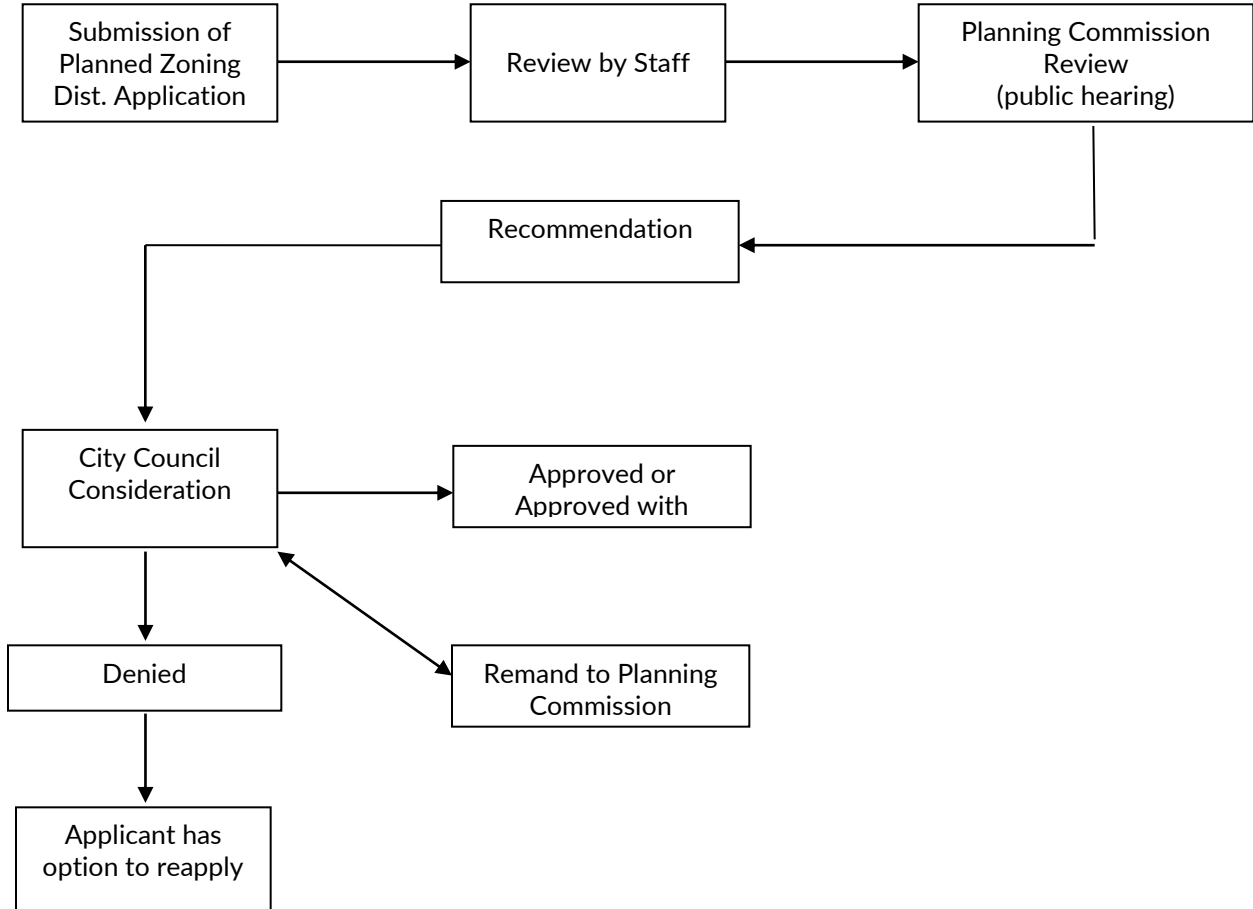 Submission of
Planned Zoning
Dist. Application
Review by Staff
Planning Commission
Review
(public hearing)
Recommendation
City Council
Consideration
Approved or
Approved with
Denied
Remand to Planning
Commission
Applicant has
option to reapply